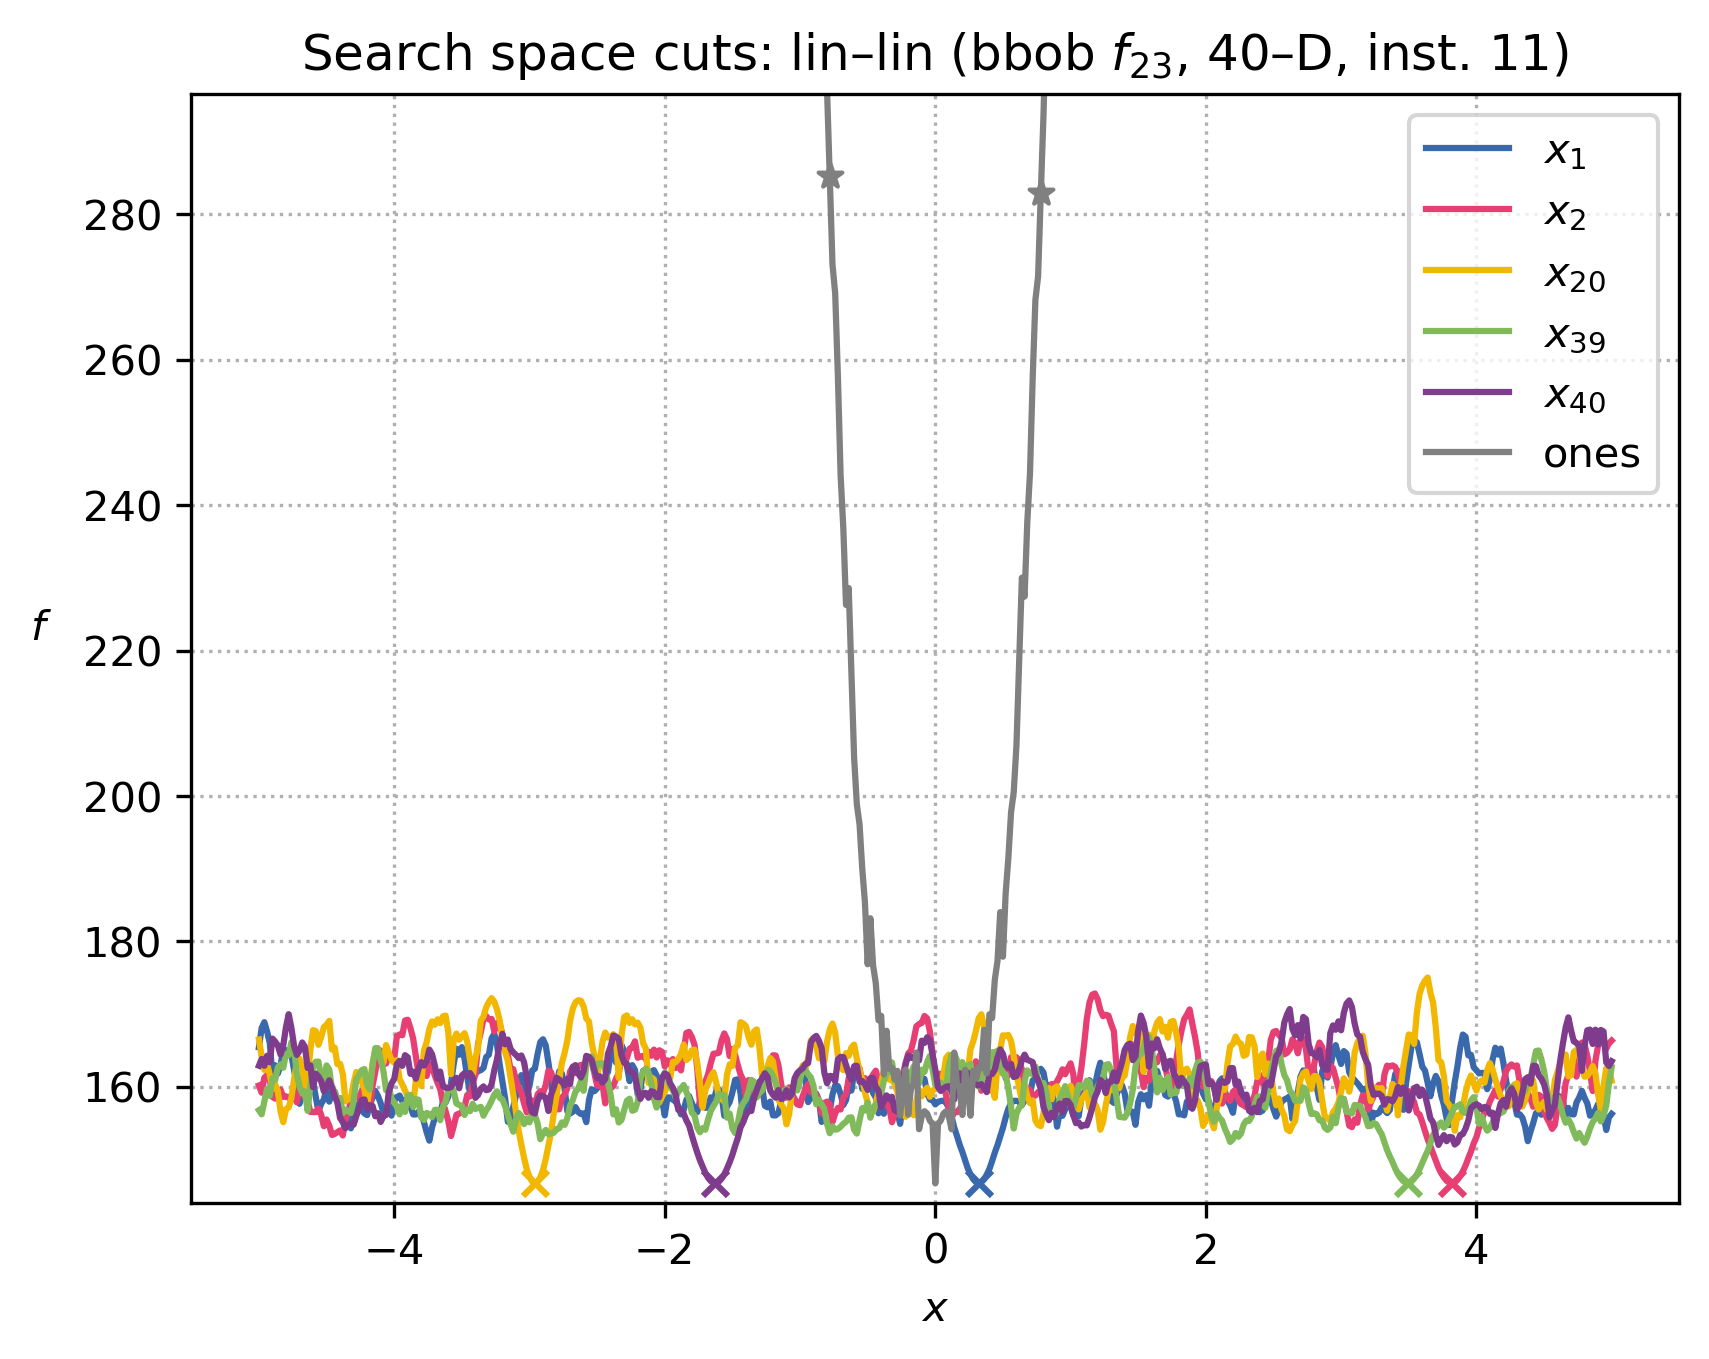 Search space cuts: lin–lin (bbob f₂₃, 40–D, inst. 11)
x₁
x₂
x₂₀
x₃₉
x₄₀
ones
280
260
240
220
200
180
160
f
−4
−2
0
2
4
x